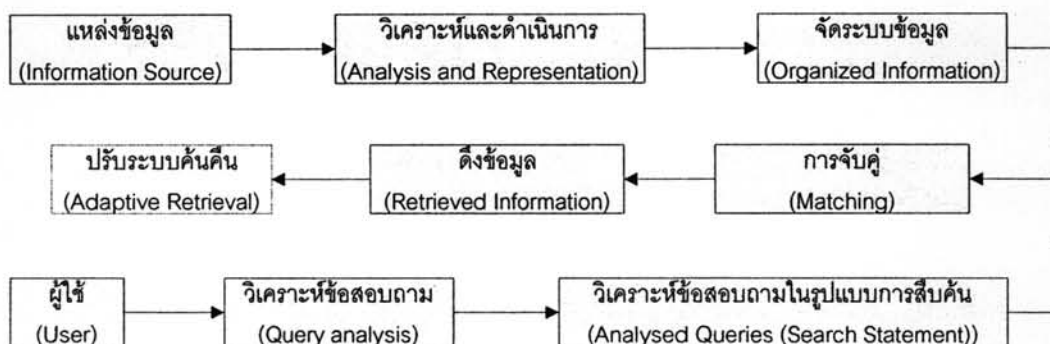 แหล่งข้อมูล
(Information Source)
วิเคราะห์และดำเนินการ
(Analysis and Representation)
จัดระบบข้อมูล
(Organized Information)
ปรับระบบค้นคืน
(Adaptive Retrieval)
ดึงข้อมูล
(Retrieved Information)
การจับคู่
(Matching)
ผู้ใช้
(User)
วิเคราะห์ข้อสอบถาม
(Query analysis)
วิเคราะห์ข้อสอบถามในรูปแบบการสืบค้น
(Analysed Queries (Search Statement))